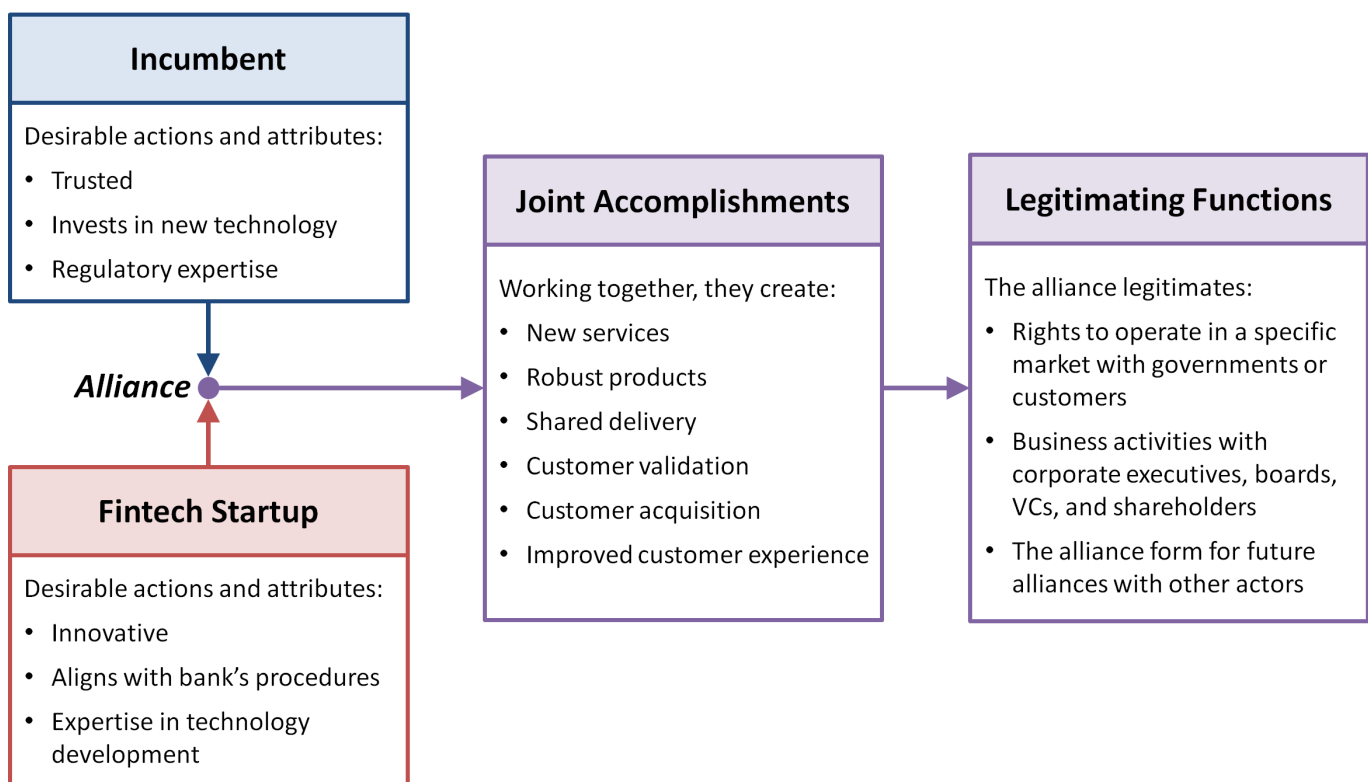 Incumbent
Desirable actions and attributes:
• Trusted
• Invests in new technology
• Regulatory expertise
Alliance
Fintech Startup
Desirable actions and attributes:
• Innovative
• Aligns with bank’s procedures
• Expertise in technology
development
Joint Accomplishments
Working together, they create:
• New services
• Robust products
• Shared delivery
• Customer validation
• Customer acquisition
• Improved customer experience
Legitimating Functions
The alliance legitimates:
• Rights to operate in a specific
market with governments or
customers
• Business activities with
corporate executives, boards,
VCs, and shareholders
• The alliance form for future
alliances with other actors